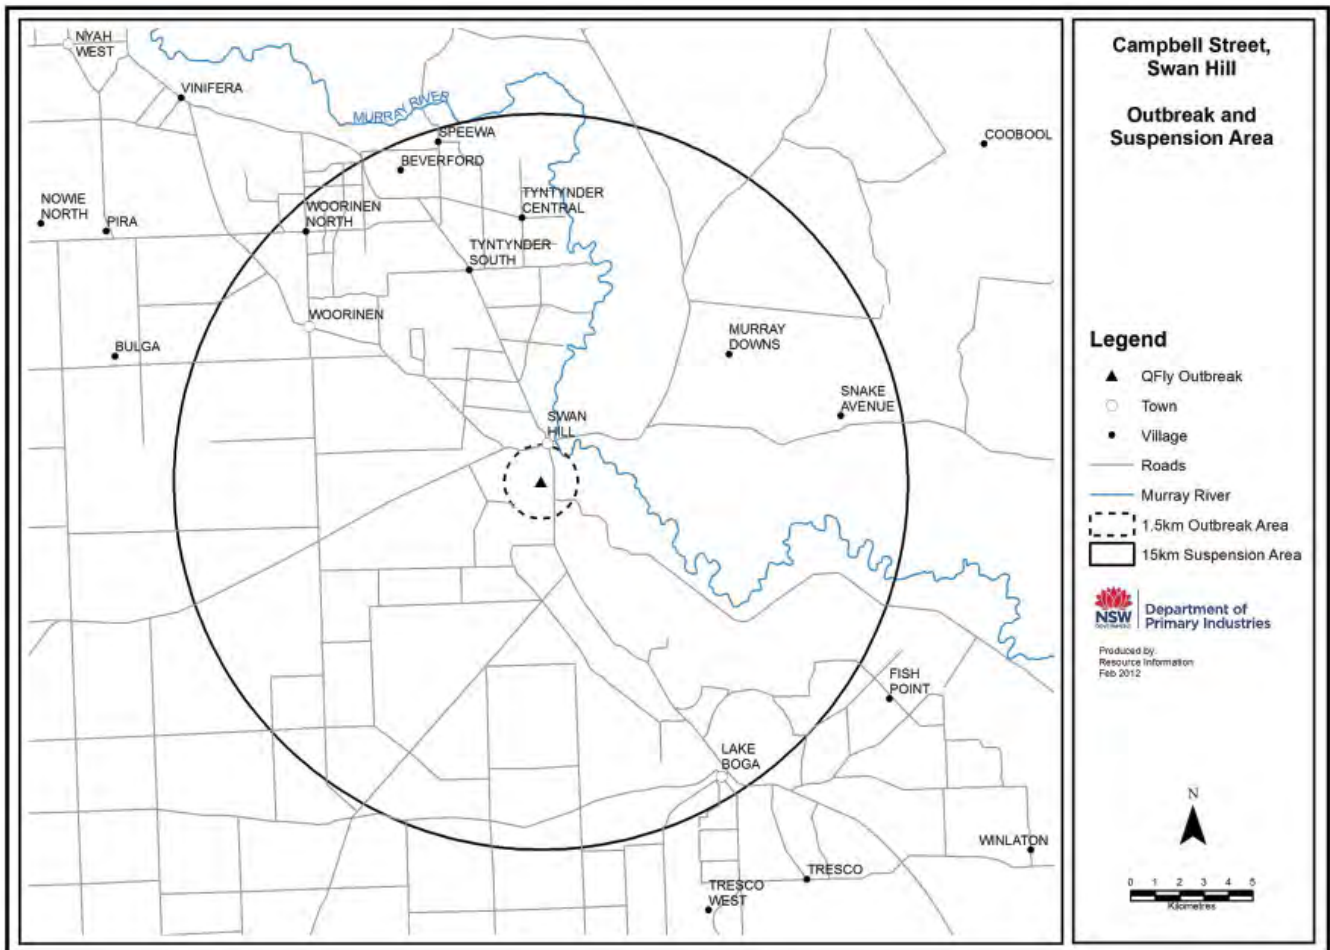 NYAH
WEST
VINIFERA
MURRAY RIVER
SPEEWA
BEVERFORD
COOBOOL
NOWIE
NORTH
PIRA
WOORINEN
NORTH
TYNTYNDER
CENTRAL
TYNTYNDER
SOUTH
WOORINEN
BULGA
MURRAY
DOWNS
SNAKE
AVENUE
SWAN
HILL
FISH
POINT
LAKE
BOGA
WINLATON
TRESCO
TRESCO
WEST
Campbell Street,
Swan Hill
Outbreak and
Suspension Area
Legend
QFly Outbreak
Town
Village
Roads
Murray River
1.5km Outbreak Area
15km Suspension Area
NSW
GOVERNMENT
Department of
Primary Industries
Produced by:
Resource Information
Feb 2012
N
0 1 2 3 4 5
Kilometres